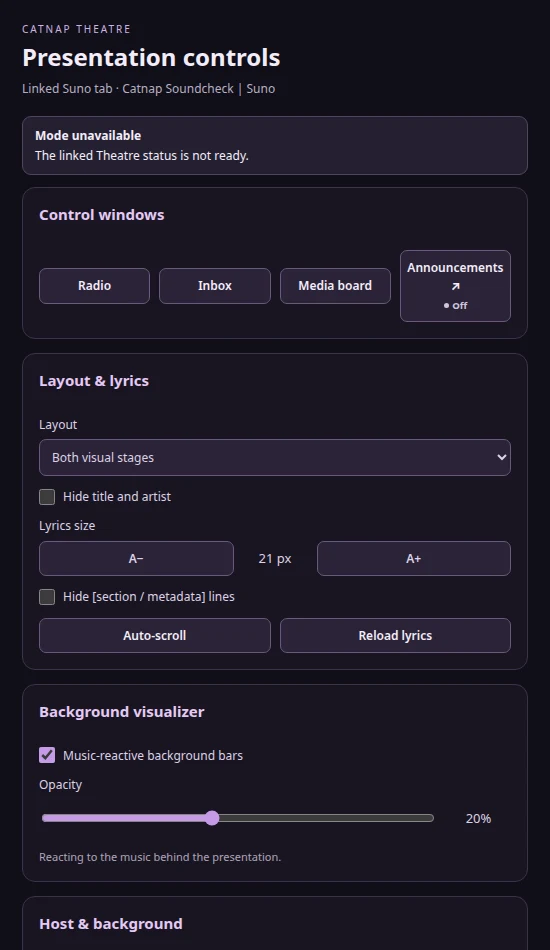 CATNAP THEATRE
Presentation controls
Linked Suno tab · Catnap Soundcheck | Suno
Mode unavailable
The linked Theatre status is not ready.
Control windows
Radio
Inbox
Media board
Announcements ↗
● Off
Layout & lyrics
Layout
Both visual stages
Hide title and artist
Lyrics size
A−
21 px
A+
Hide [section / metadata] lines
Auto-scroll
Reload lyrics
Background visualizer
Music-reactive background bars
Opacity
20%
Reacting to the music behind the presentation.
Host & background